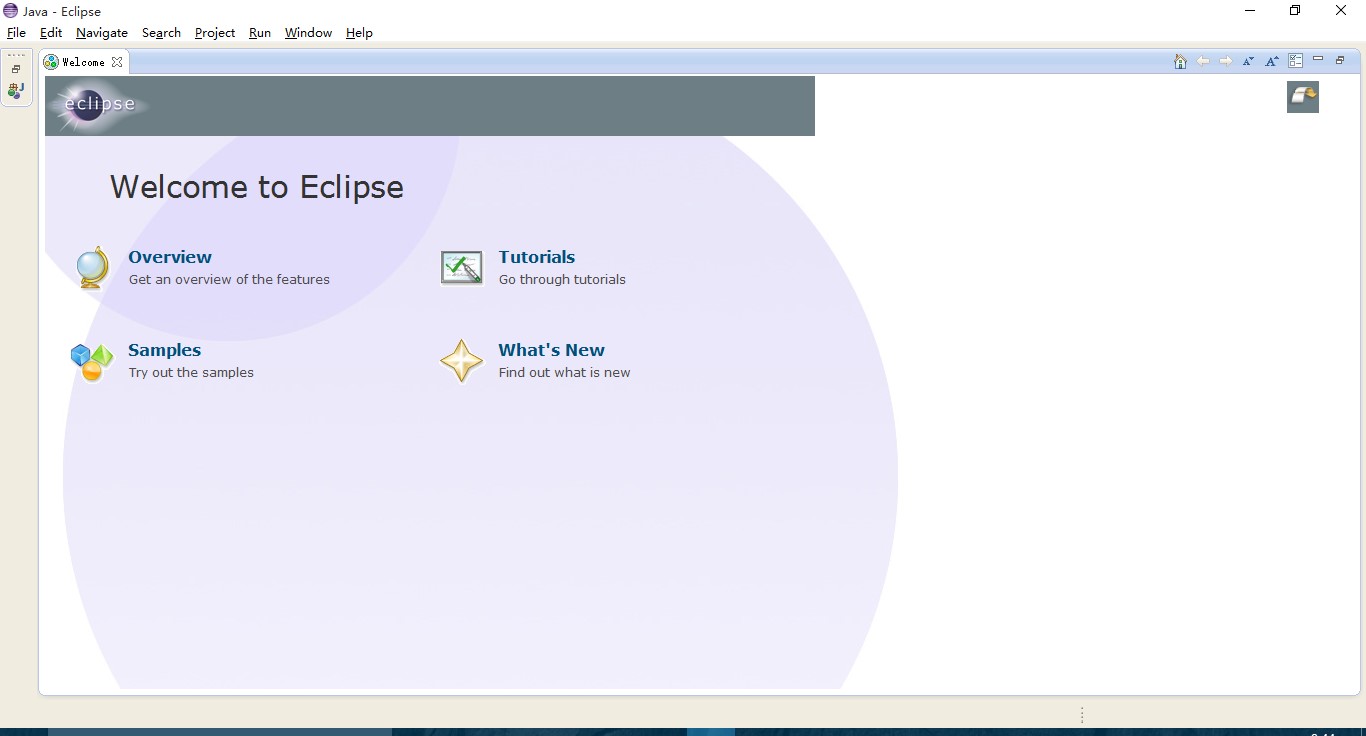 Java - Eclipse
File Edit Navigate Search Project Run Window Help
Welcome
eclipse
Welcome to Eclipse
Overview
Get an overview of the features
Tutorials
Go through tutorials
Samples
Try out the samples
What's New
Find out what is new